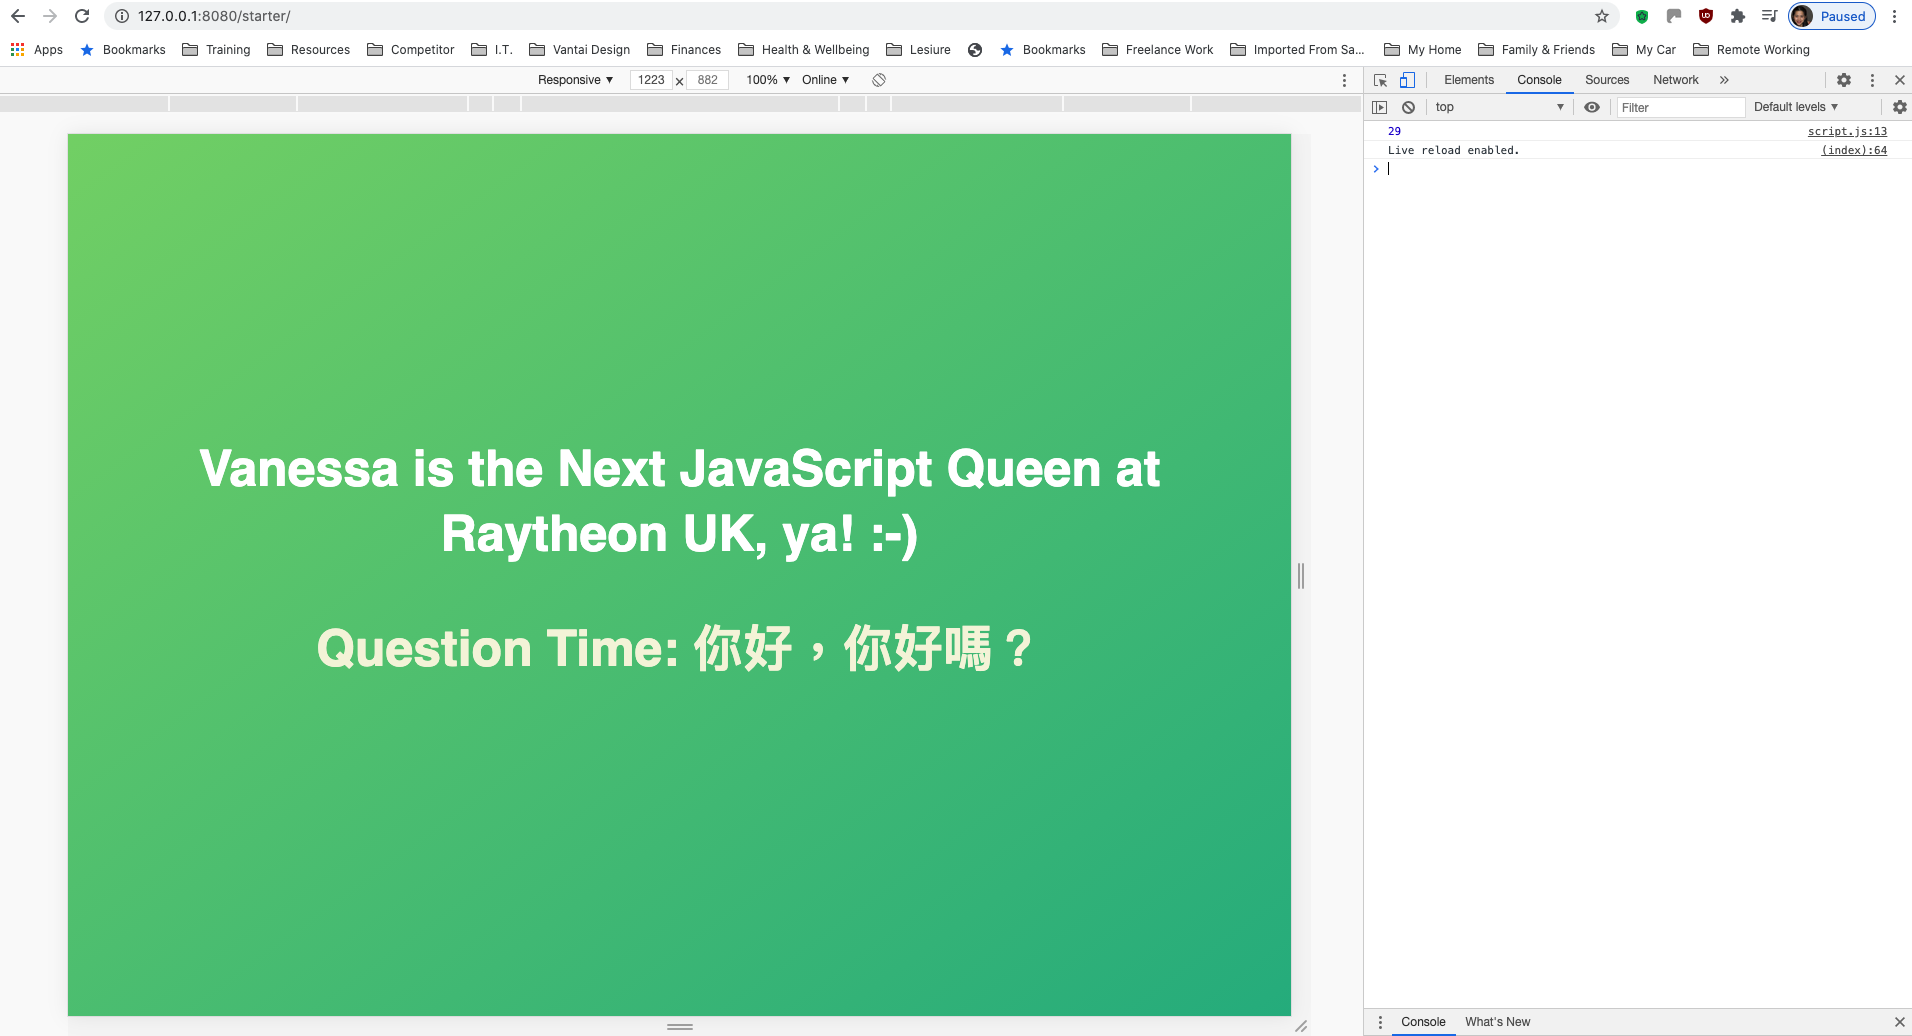 127.0.0.1:8080/starter/
Paused
Apps Bookmarks Training Resources Competitor I.T. Vantai Design Finances Health & Wellbeing Lesiure Bookmarks Freelance Work Imported From Sa... My Home Family & Friends My Car Remote Working
Responsive 1223 x 882 100% Online
Elements Console Sources Network
top Filter Default levels
29 script.js:13
Live reload enabled. (index):64
Vanessa is the Next JavaScript Queen at
Raytheon UK, ya! :-)
Question Time: 你好，你好嗎？
Console What's New